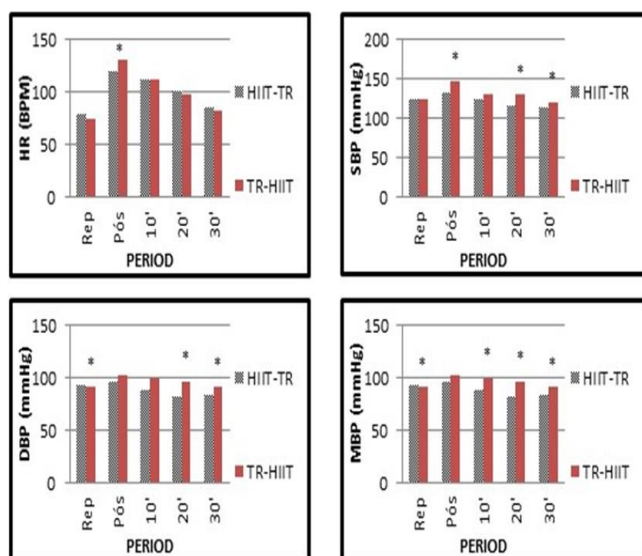 HR (BPM)
150
100
50
0
*
Rep
Pós
10'
20'
30'
PERIOD
HIIT-TR
TR-HIIT
SBP (mmHg)
200
150
100
50
0
* * *
Rep
Pós
10'
20'
30'
PERIOD
HIIT-TR
TR-HIIT
DBP (mmHg)
150
100
50
0
* * *
Rep
Pós
10'
20'
30'
PERIOD
HIIT-TR
TR-HIIT
MBP (mmHg)
150
100
50
0
* * * *
Rep
Pós
10'
20'
30'
PERIOD
HIIT-TR
TR-HIIT